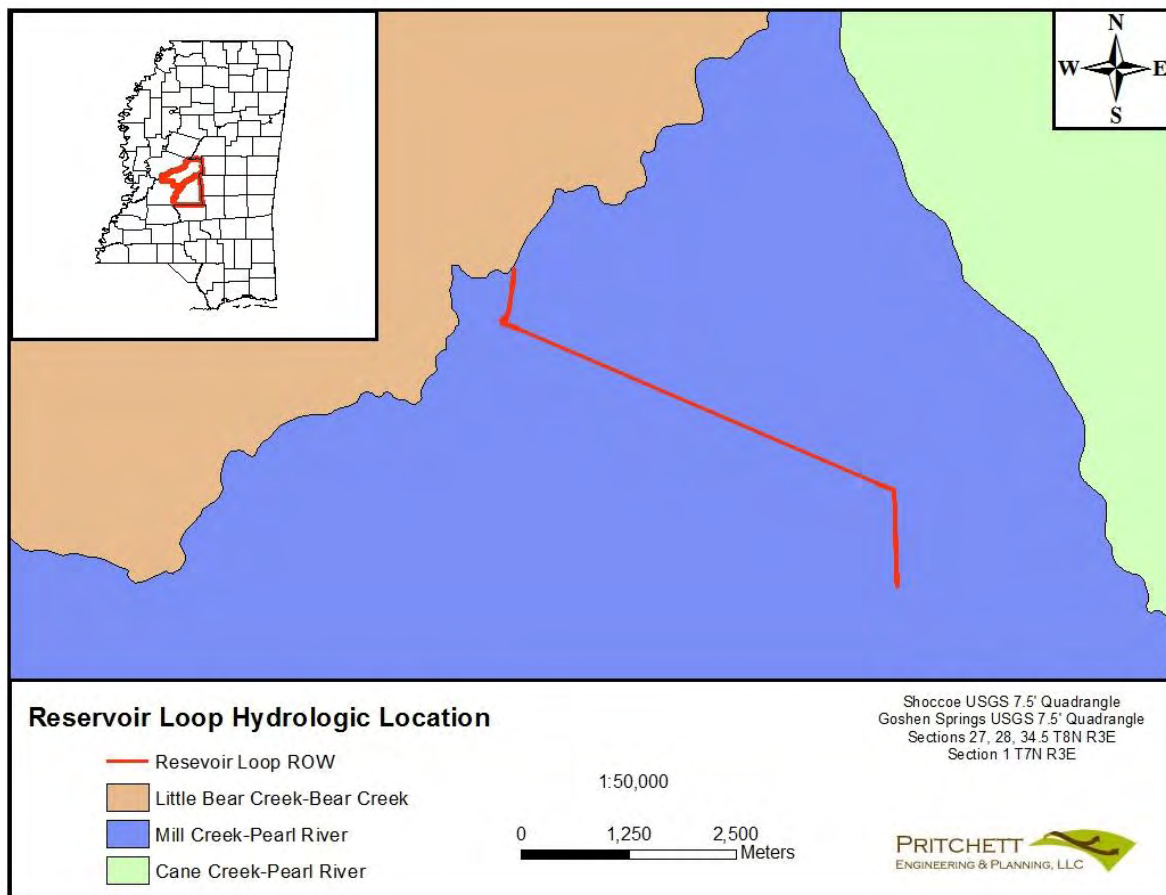 N
W E
S
Reservoir Loop Hydrologic Location
Resevoir Loop ROW
Little Bear Creek-Bear Creek
Mill Creek-Pearl River
Cane Creek-Pearl River
1:50,000
0 1,250 2,500
Meters
Shoccoe USGS 7.5' Quadrangle
Goshen Springs USGS 7.5' Quadrangle
Sections 27, 28, 34.5 T8N R3E
Section 1 T7N R3E
PRITCHETT
ENGINEERING & PLANNING, LLC